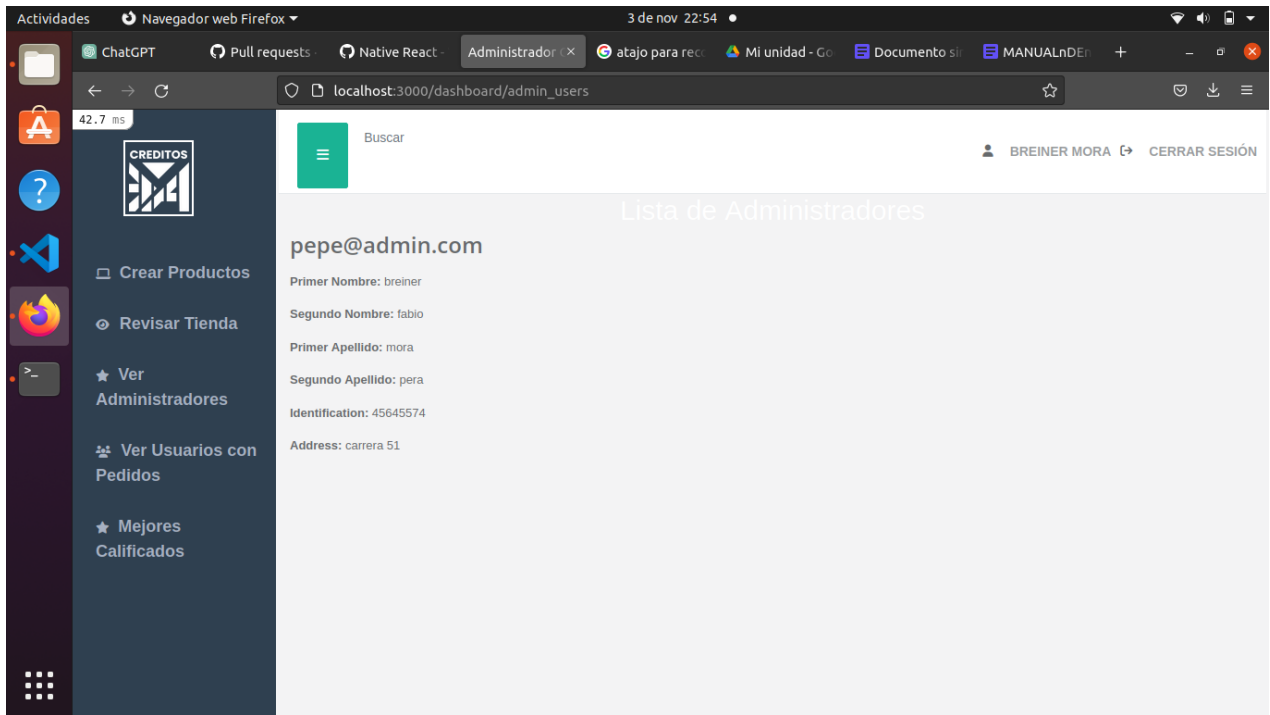 Actividades
Navegador web Firefox
3 de nov 22:54
ChatGPT
Pull requests -
Native React -
Administrador
atajo para reco
Mi unidad - Go
Documento sin
MANUALnDEn
localhost:3000/dashboard/admin_users
42.7 ms
CREDITOS
Buscar
BREINER MORA
CERRAR SESIÓN
Lista de Administradores
pepe@admin.com
Primer Nombre: breiner
Segundo Nombre: fabio
Primer Apellido: mora
Segundo Apellido: pera
Identification: 45645574
Address: carrera 51
Crear Productos
Revisar Tienda
Ver
Administradores
Ver Usuarios con
Pedidos
Mejores
Calificados